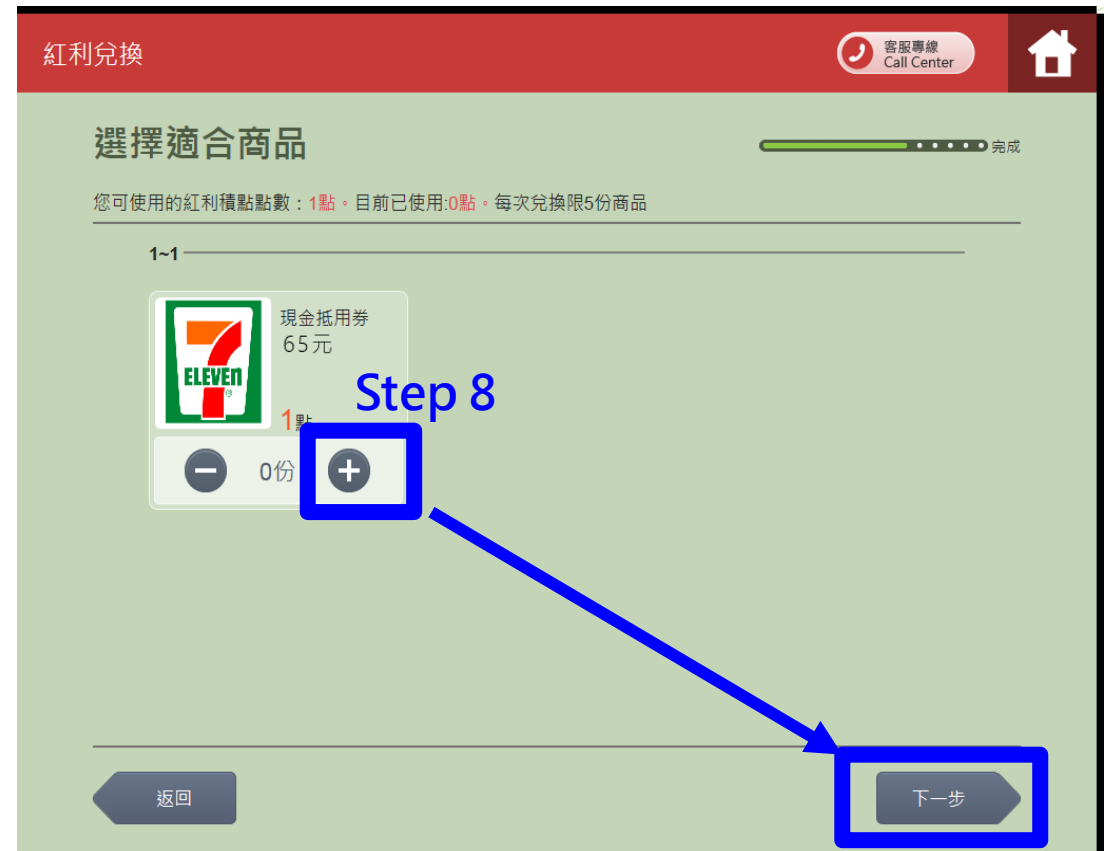 紅利兌換
客服專線
Call Center
選擇適合商品
完成
您可使用的紅利積點點數：1點。目前已使用:0點。每次兌換限5份商品
1~1
現金抵用券
65元
ELEVEn
Step 8
1點
0份
返回
下一步